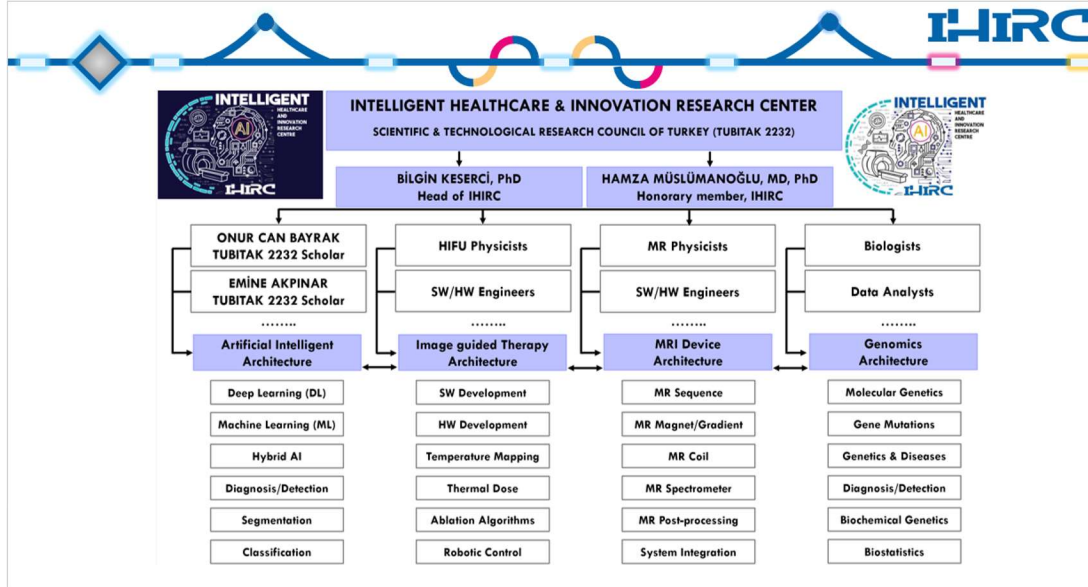 IHIRC
INTELLIGENT
HEALTHCARE
AND
INNOVATION
RESEARCH
CENTRE
AI
IHIRC
INTELLIGENT HEALTHCARE & INNOVATION RESEARCH CENTER
SCIENTIFIC & TECHNOLOGICAL RESEARCH COUNCIL OF TURKEY (TUBITAK 2232)
INTELLIGENT
HEALTHCARE
AND
INNOVATION
RESEARCH
CENTRE
AI
IHIRC
BİLGİN KESERCİ, PhD
Head of IHIRC
HAMZA MÜSLÜMANOĞLU, MD, PhD
Honorary member, IHIRC
ONUR CAN BAYRAK
TUBITAK 2232 Scholar
HIFU Physicists
MR Physicists
Biologists
EMİNE AKPINAR
TUBITAK 2232 Scholar
SW/HW Engineers
SW/HW Engineers
Data Analysts
........
........
........
........
Artificial Intelligent
Architecture
Image guided Therapy
Architecture
MRI Device
Architecture
Genomics
Architecture
Deep Learning (DL)
SW Development
MR Sequence
Molecular Genetics
Machine Learning (ML)
HW Development
MR Magnet/Gradient
Gene Mutations
Hybrid AI
Temperature Mapping
MR Coil
Genetics & Diseases
Diagnosis/Detection
Thermal Dose
MR Spectrometer
Diagnosis/Detection
Segmentation
Ablation Algorithms
MR Post-processing
Biochemical Genetics
Classification
Robotic Control
System Integration
Biostatistics